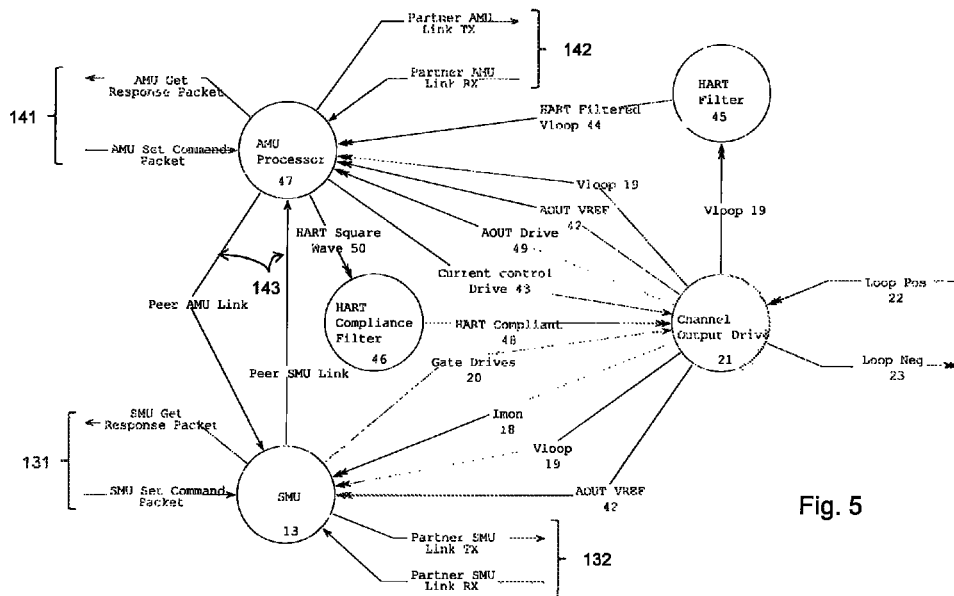 Partner AMU
Link TX
142
AMU Get
Response Packet
Partner AMU
Link RX
HART
Filter
45
141
HART Filtered
Vloop 44
AMU Set Command
Packet
AMU
Processor
47
Vloop 19
AOUT VREF
42
Vloop 19
HART Square
Wave 50
AOUT Drive
49
143
Current control
Drive 43
Loop Pos
22
Peer AMU Link
HART
Compliance
Filter
46
HART Compliant
48
Channel
Output Drive
21
Peer SMU Link
Gate Drives
20
Loop Neg
23
SMU Get
Response Packet
Imon
18
131
Vloop
19
SMU Set Command
Packet
SMU
13
AOUT VREF
42
Fig. 5
Partner SMU
Link TX
132
Partner SMU
Link RX